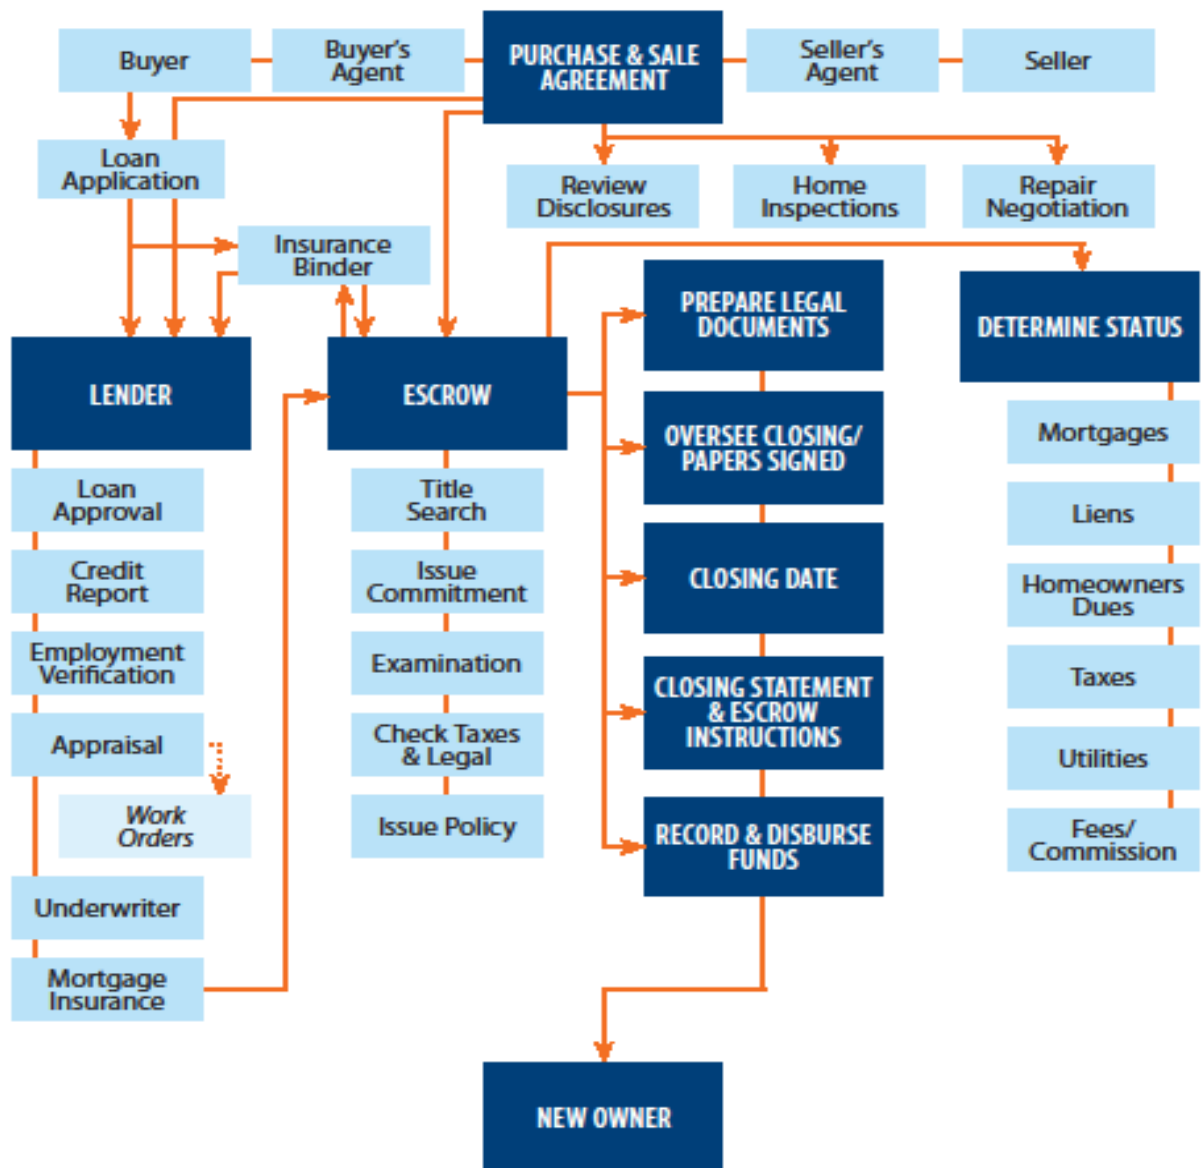 Buyer
Buyer's
Agent
PURCHASE & SALE
AGREEMENT
Seller's
Agent
Seller
Loan
Application
Review
Disclosures
Home
Inspections
Repair
Negotiation
Insurance
Binder
LENDER
ESCROW
PREPARE LEGAL
DOCUMENTS
DETERMINE STATUS
OVERSEE CLOSING/
PAPERS SIGNED
CLOSING DATE
CLOSING STATEMENT
& ESCROW
INSTRUCTIONS
RECORD & DISBURSE
FUNDS
Loan
Approval
Credit
Report
Employment
Verification
Appraisal
Work
Orders
Underwriter
Mortgage
Insurance
Title
Search
Issue
Commitment
Examination
Check Taxes
& Legal
Issue Policy
Mortgages
Liens
Homeowners
Dues
Taxes
Utilities
Fees/
Commission
NEW OWNER